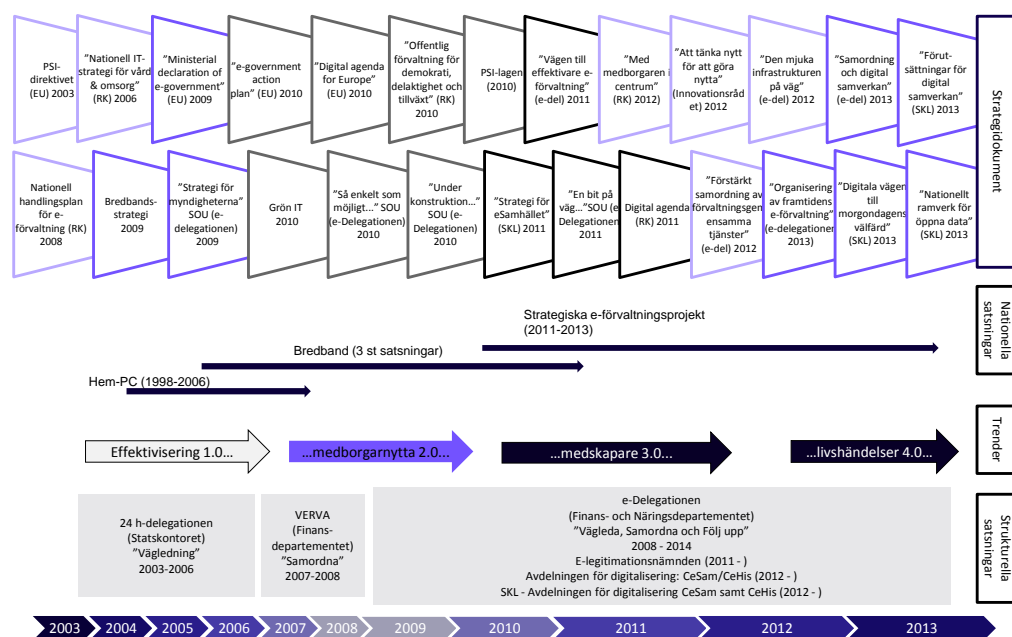 PSI-
direktivet
(EU) 2003
”Nationell IT-
strategi för vård
& omsorg” (RK)
2006
”Ministerial
declaration of
e-government”
(EU) 2009
”e-government
action
plan” (EU) 2010
”Digital agenda
for Europe”
(EU) 2010
”Offentlig
förvaltning för
demokrati,
delaktighet och
tillväxt” (RK)
2010
PSI-lagen
(2010)
”Vägen till
effektivare e-
förvaltning”
(e-del) 2011
”Med
medborgaren i
centrum” (RK)
2012
”Att tänka nytt
för att göra
nytta”
(Innovationsråd
et) 2012
”Den mjuka
infrastrukturen
på väg”
(e-del) 2012
”Samordning
och digital
samverkan”
(e-del) 2013
”Förut-
sättningar för
digital
samverkan”
(SKL) 2013
Strategidokument
Nationell
handlingsplan
för e-
förvaltning (RK)
2008
Bredbands-
strategi
2009
”Strategi för
myndigheterna”
SOU (e-
delegationen)
2009
Grön IT
2010
”Så enkelt som
möjligt...” SOU
(e-Delegationen)
2010
”Under
konstruktion...”
SOU (e-
Delegationen)
2010
”Strategi för
eSamhället”
(SKL) 2011
”En bit på
väg...”SOU (e-
Delegationen
2011
Digital agenda
(RK) 2011
”Förstärkt
samordning av
förvaltningsgem
ensamma
tjänster”
(e-del) 2012
”Organisering
av framtidens
e-förvaltning”
(e-delegationen
2013)
”Digitala vägen
till
morgondagens
välfärd”
(SKL) 2013
”Nationellt
ramverk för
öppna data”
(SKL) 2013
Strategiska e-förvaltningsprojekt
(2011-2013)
Bredband (3 st satsningar)
Hem-PC (1998-2006)
Nationella
satsningar
Effektivisering 1.0...
...medborgarnytta 2.0...
...medskapare 3.0...
...livshändelser 4.0...
Trender
24 h-delegationen
(Statskontoret)
”Vägledning”
2003-2006
VERVA
(Finans-
departementet)
”Samordna”
2007-2008
e-Delegationen
(Finans- och Näringsdepartementet)
”Vägleda, Samordna och Följ upp”
2008 - 2014
E-legitimationsnämnden (2011 - )
Avdelningen för digitalisering: CeSam/CeHis (2012 - )
SKL - Avdelningen för digitalisering CeSam samt CeHis (2012 - )
Strukturella
satsningar
2003
2004
2005
2006
2007
2008
2009
2010
2011
2012
2013